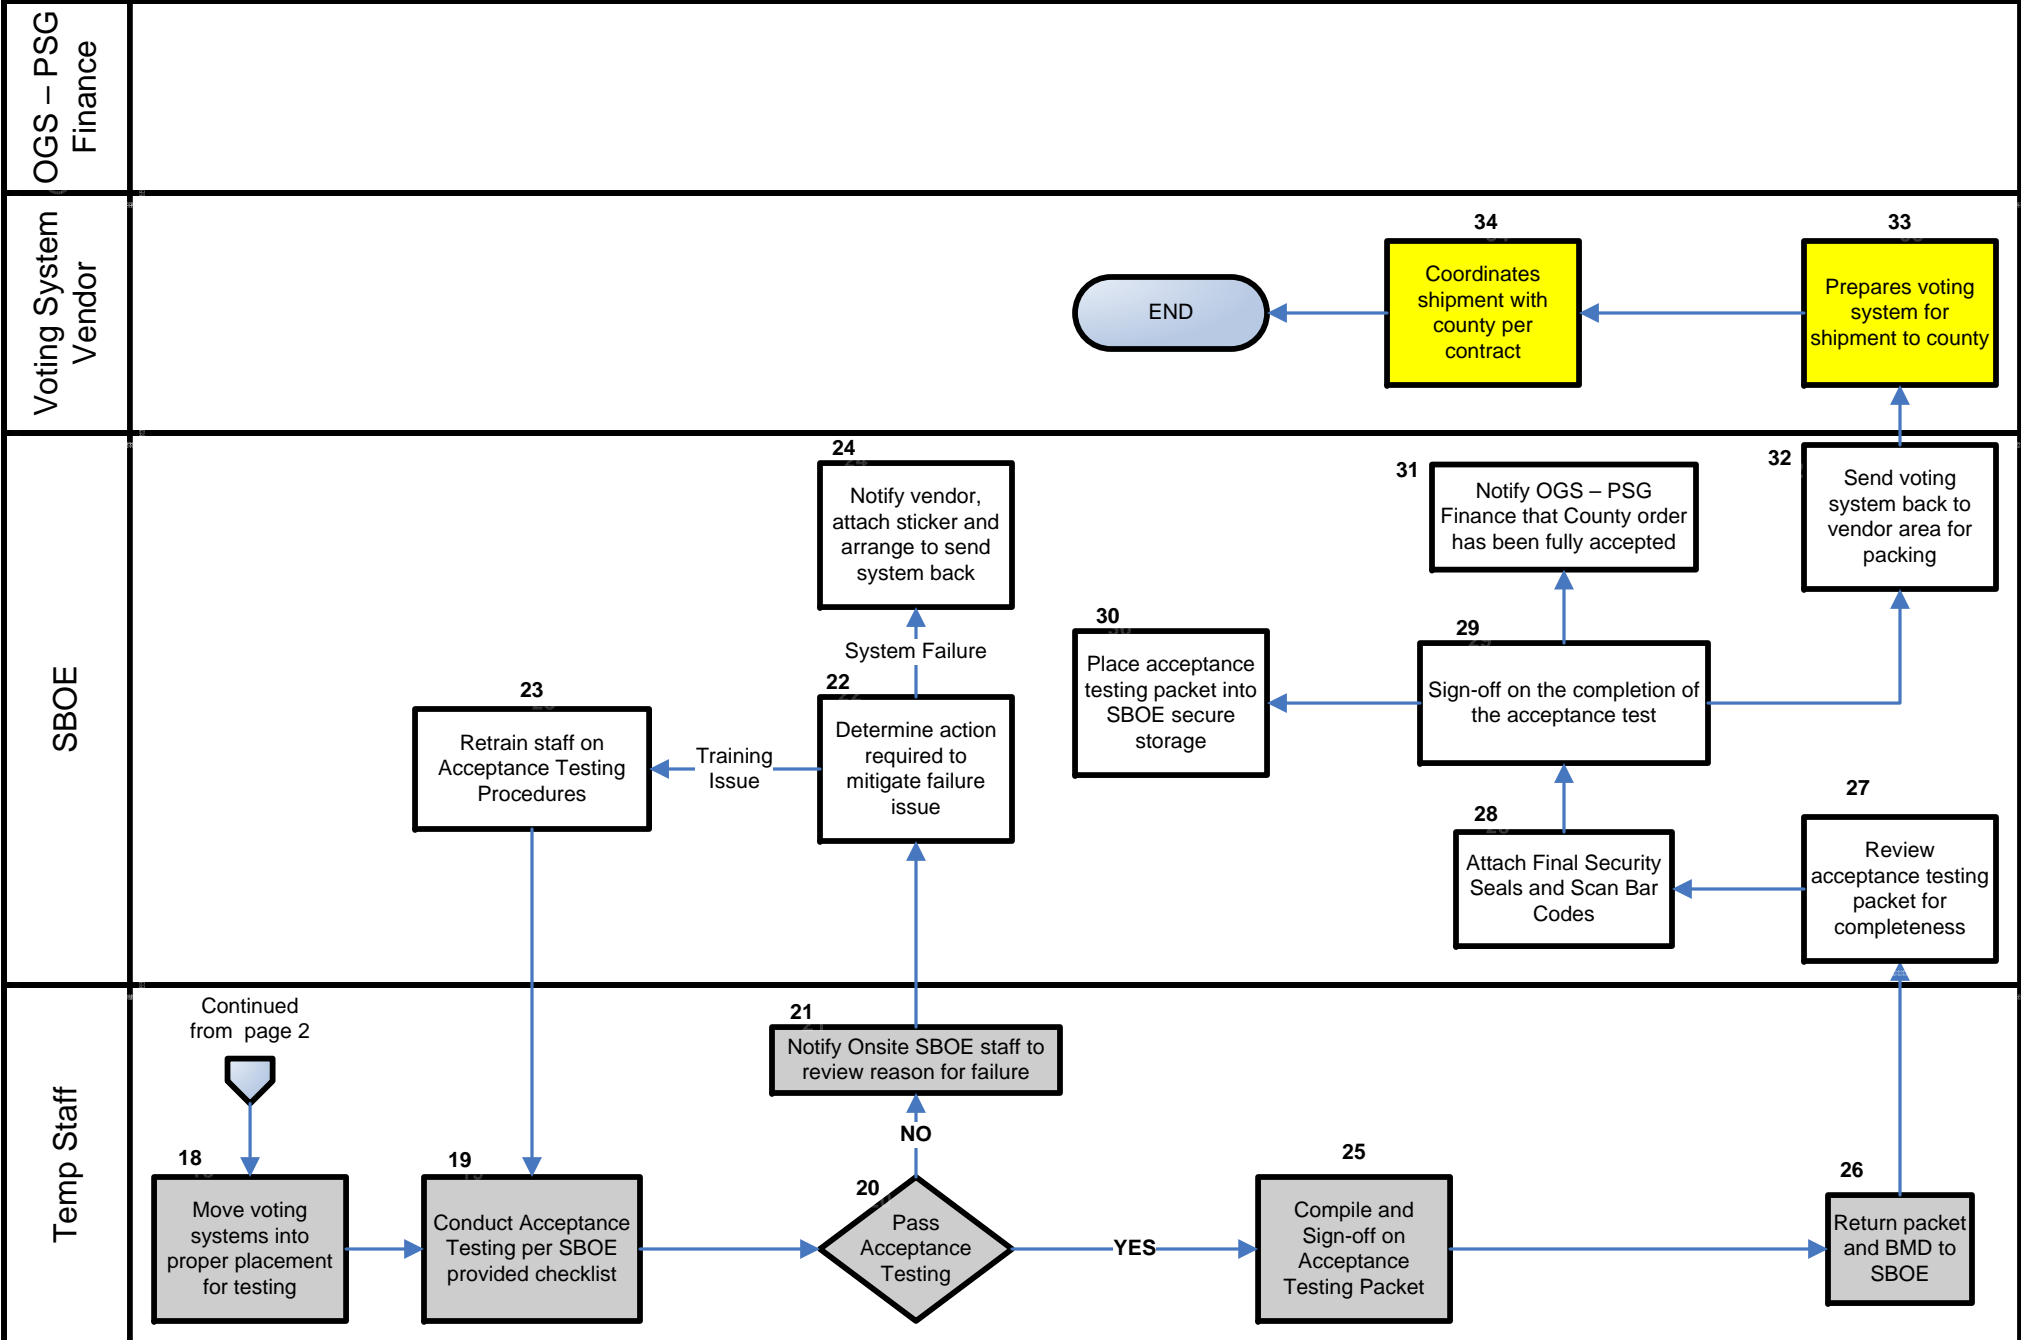 OGS – PSG
Finance
Voting System
Vendor
34
Coordinates
shipment with
county per
contract
33
Prepares voting
system for
shipment to county
END
SBOE
24
Notify vendor,
attach sticker and
arrange to send
system back
System Failure
23
Retrain staff on
Acceptance Testing
Procedures
Training
Issue
22
Determine action
required to
mitigate failure
issue
31
Notify OGS – PSG
Finance that County order
has been fully accepted
32
Send voting
system back to
vendor area for
packing
30
Place acceptance
testing packet into
SBOE secure
storage
29
Sign-off on the completion of
the acceptance test
28
Attach Final Security
Seals and Scan Bar
Codes
27
Review
acceptance testing
packet for
completeness
Temp Staff
Continued
from page 2
18
Move voting
systems into
proper placement
for testing
19
Conduct Acceptance
Testing per SBOE
provided checklist
20
Pass
Acceptance
Testing
NO
21
Notify Onsite SBOE staff to
review reason for failure
YES
25
Compile and
Sign-off on
Acceptance
Testing Packet
26
Return packet
and BMD to
SBOE